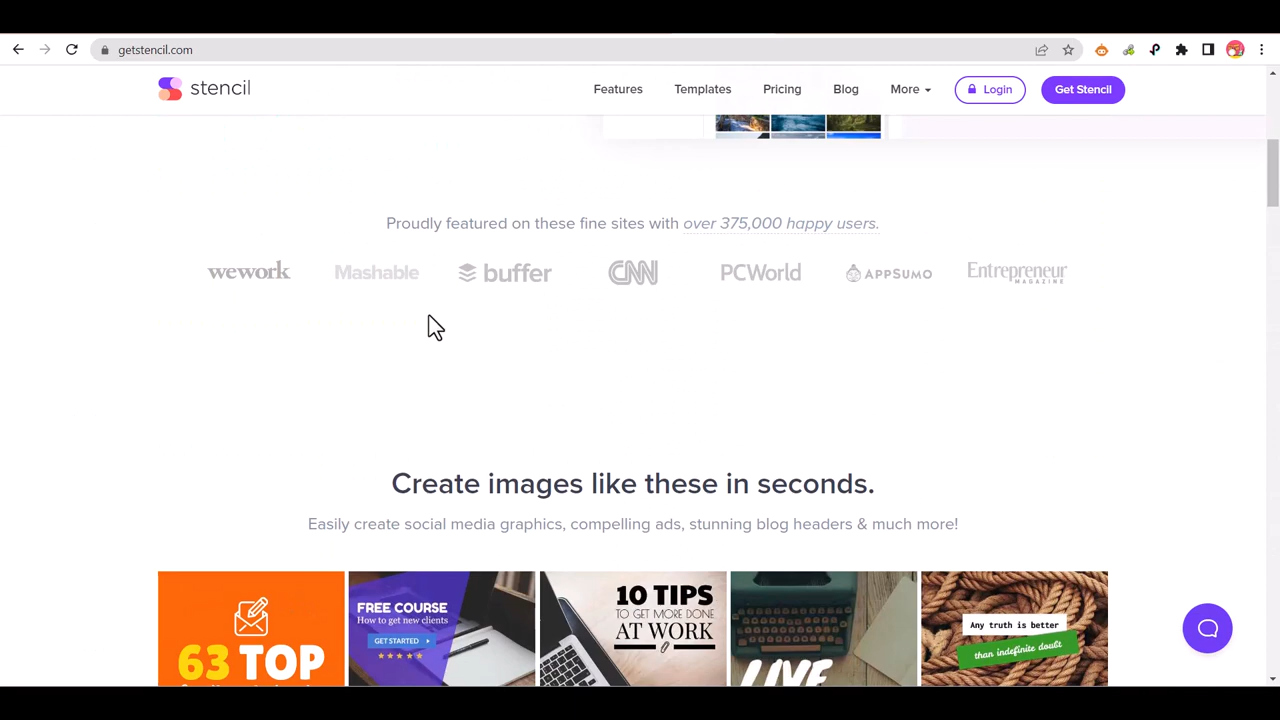 getstencil.com
stencil
Features
Templates
Pricing
Blog
More
Login
Get Stencil
Proudly featured on these fine sites with over 375,000 happy users.
wework
Mashable
buffer
CNN
PCWorld
APPSUMO
Entrepreneur
MAGAZINE
Create images like these in seconds.
Easily create social media graphics, compelling ads, stunning blog headers & much more!
63 TOP
FREE COURSE
How to get new clients
GET STARTED
10 TIPS
TO GET MORE DONE
AT WORK
LIVE
Any truth is better
than indefinite doubt